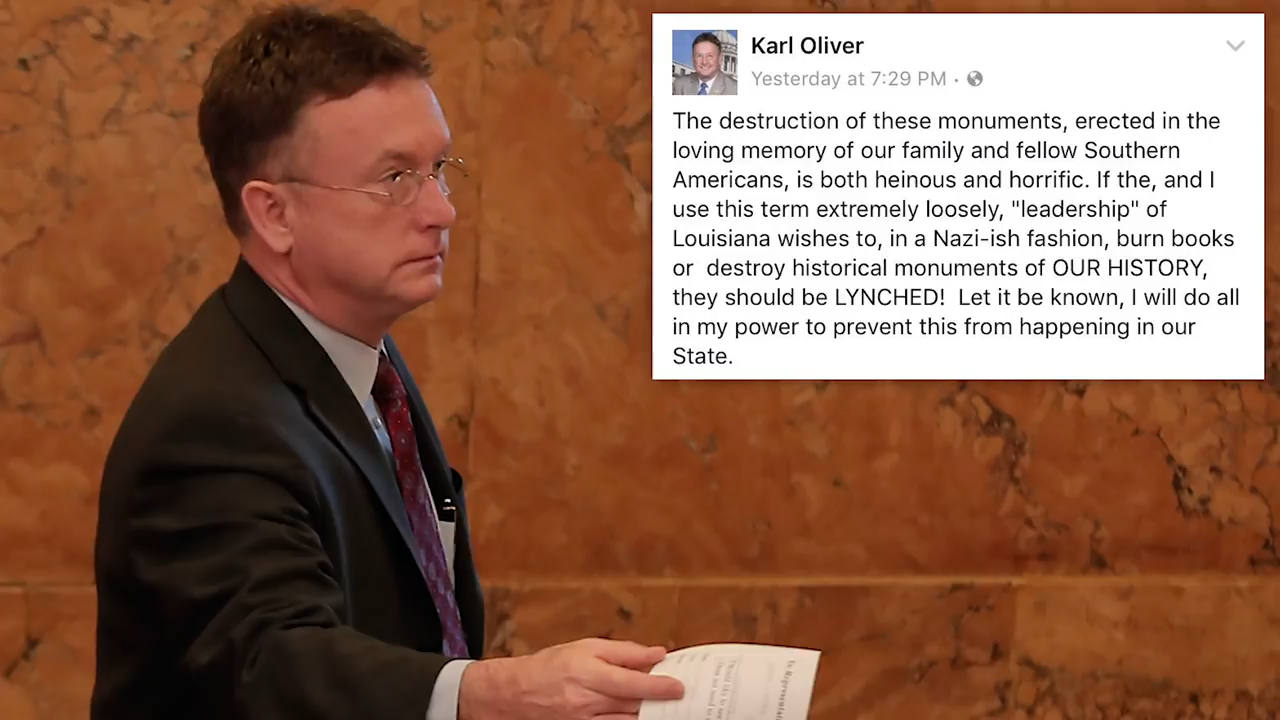 Karl Oliver
Yesterday at 7:29 PM ·
The destruction of these monuments, erected in the
loving memory of our family and fellow Southern
Americans, is both heinous and horrific. If the, and I
use this term extremely loosely, "leadership" of
Louisiana wishes to, in a Nazi-ish fashion, burn books
or  destroy historical monuments of OUR HISTORY,
they should be LYNCHED!  Let it be known, I will do all
in my power to prevent this from happening in our
State.